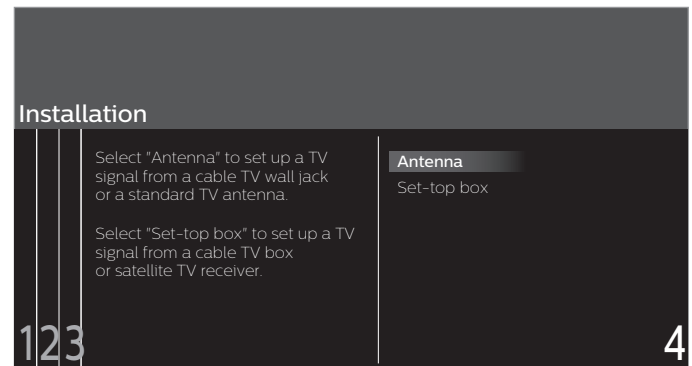 Installation
Select "Antenna" to set up a TV
signal from a cable TV wall jack
or a standard TV antenna.
Select "Set-top box" to set up a TV
signal from a cable TV box
or satellite TV receiver.
Antenna
Set-top box
123
4